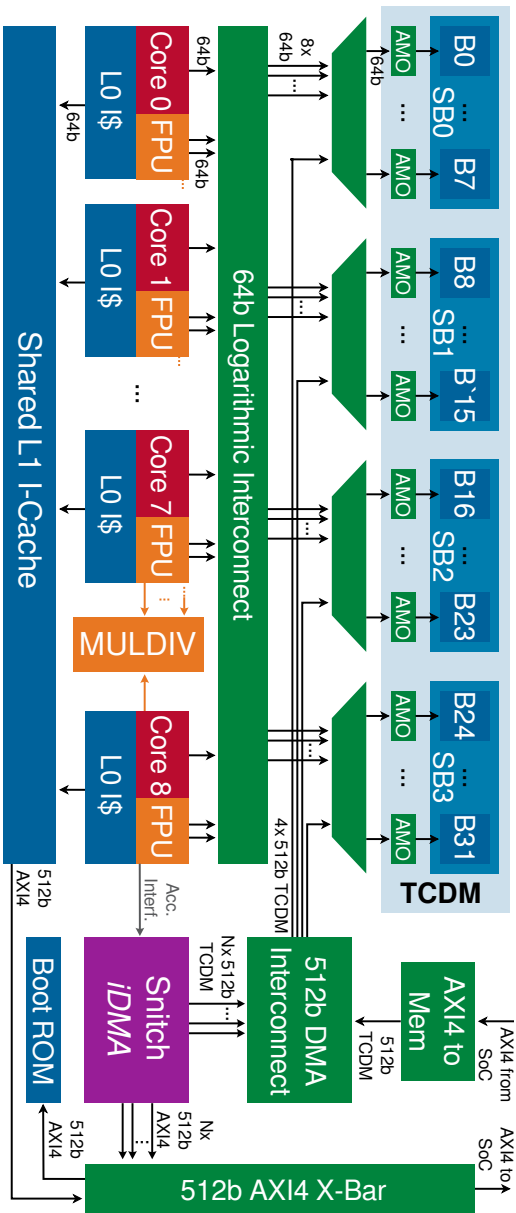 B0
...
B7
SB0
B8
...
B`15
SB1
B16
...
B23
SB2
B24
...
B31
SB3
TCDM
AMO
...
AMO
AMO
...
AMO
AMO
...
AMO
AMO
...
AMO
64b
8x
64b
...
...
...
...
4x 512b TCDM
AXI4 from
SoC
AXI4 to
SoC
AXI4 to
Mem
512b
TCDM
64b Logarithmic Interconnect
512b DMA
Interconnect
64b
64b
Nx 512b
TCDM
...
Core 0
FPU
L0 I$
...
Core 1
FPU
L0 I$
...
...
Core 7
FPU
L0 I$
...
MULDIV
Core 8
FPU
L0 I$
Acc.
Interf.
Snitch
iDMA
Nx
512b
AXI4
...
512b AXI4 X-Bar
64b
Shared L1 I-Cache
512b
AXI4
Boot ROM
512b
AXI4